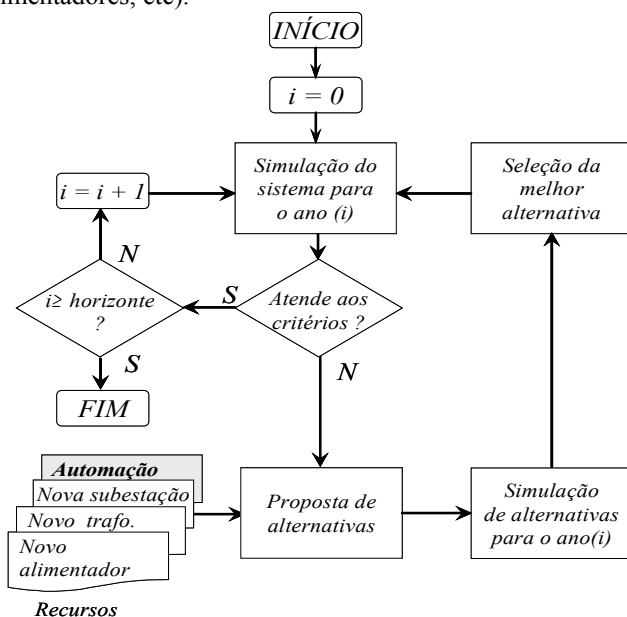 imentadores, etc).
INÍCIO
i = 0
Simulação do
sistema para
o ano (i)
Seleção da
melhor
alternativa
i = i + 1
N
i≥ horizonte
?
S
Atende aos
critérios ?
S
N
FIM
Automação
Nova subestação
Novo trafo.
Novo
alimentador
Recursos
Proposta de
alternativas
Simulação
de alternativas
para o ano(i)